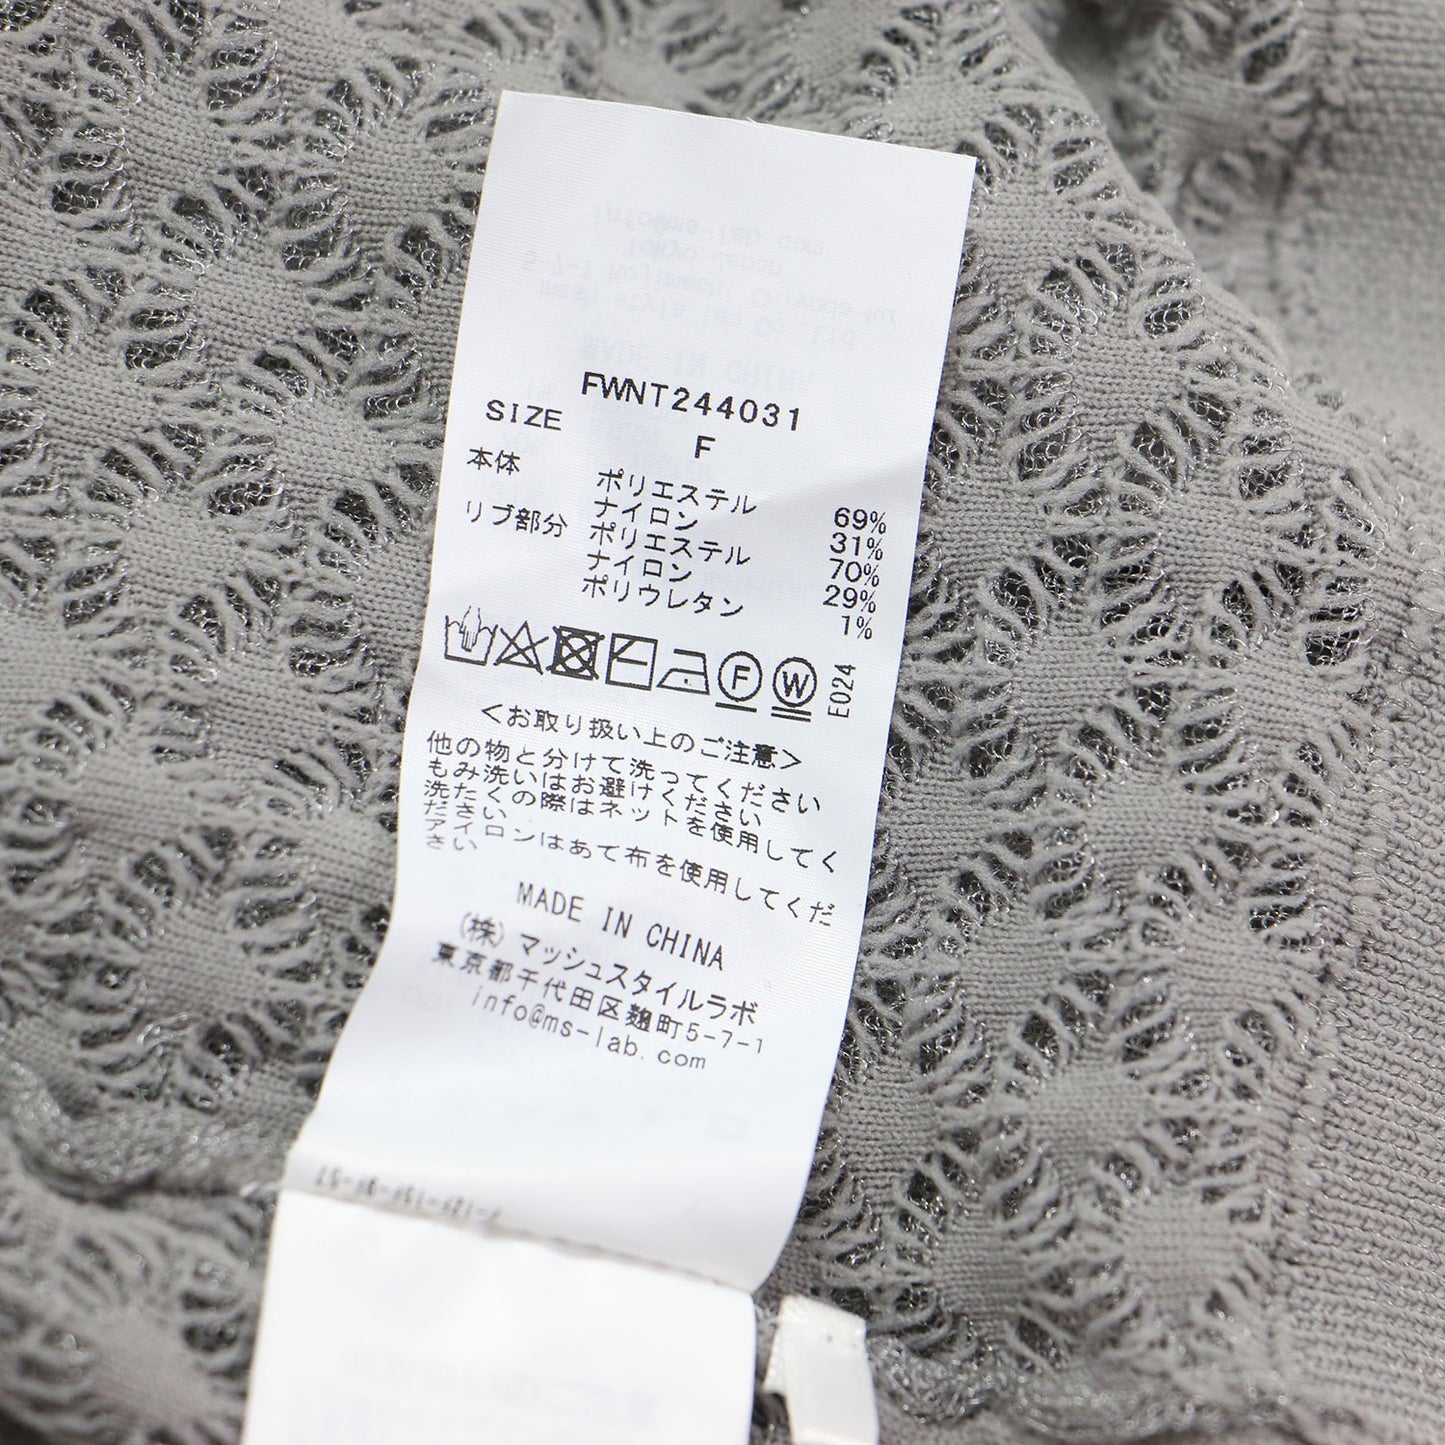 FWNT244031
SIZE F
本体 ポリエステル 69%
ナイロン 31%
リブ部分 ポリエステル 70%
ナイロン 29%
ポリウレタン 1%
F W E024
<お取り扱い上のご注意>
他の物と分けて洗ってください
もみ洗いはお避けください
洗たくの際はネットを使用してく
ださい
アイロンはあて布を使用してくだ
さい
MADE IN CHINA
(株)マッシュスタイルラボ
東京都千代田区麹町5-7-1
info@ms-lab.com